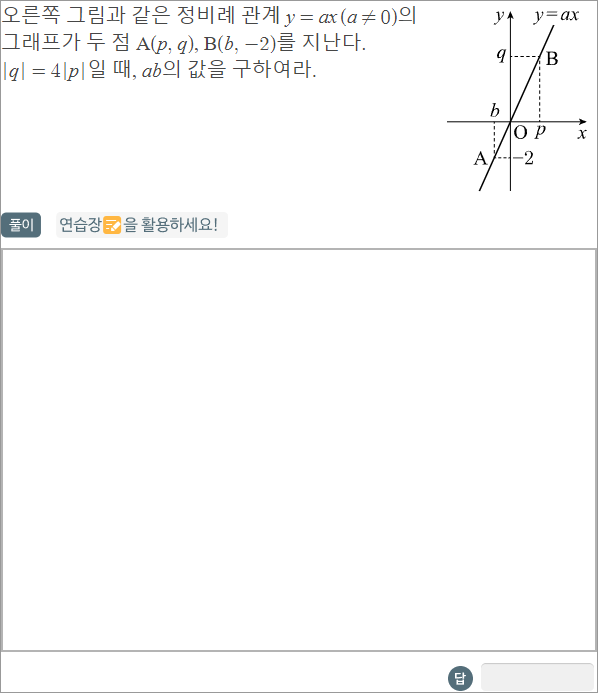 오른쪽 그림과 같은 정비례 관계 y = ax (a ≠ 0)의
그래프가 두 점 A(p, q), B(b, −2)를 지난다.
|q| = 4|p|일 때, ab의 값을 구하여라.
y y=ax
q B
b
O p x
A −2
풀이 연습장을 활용하세요!
답